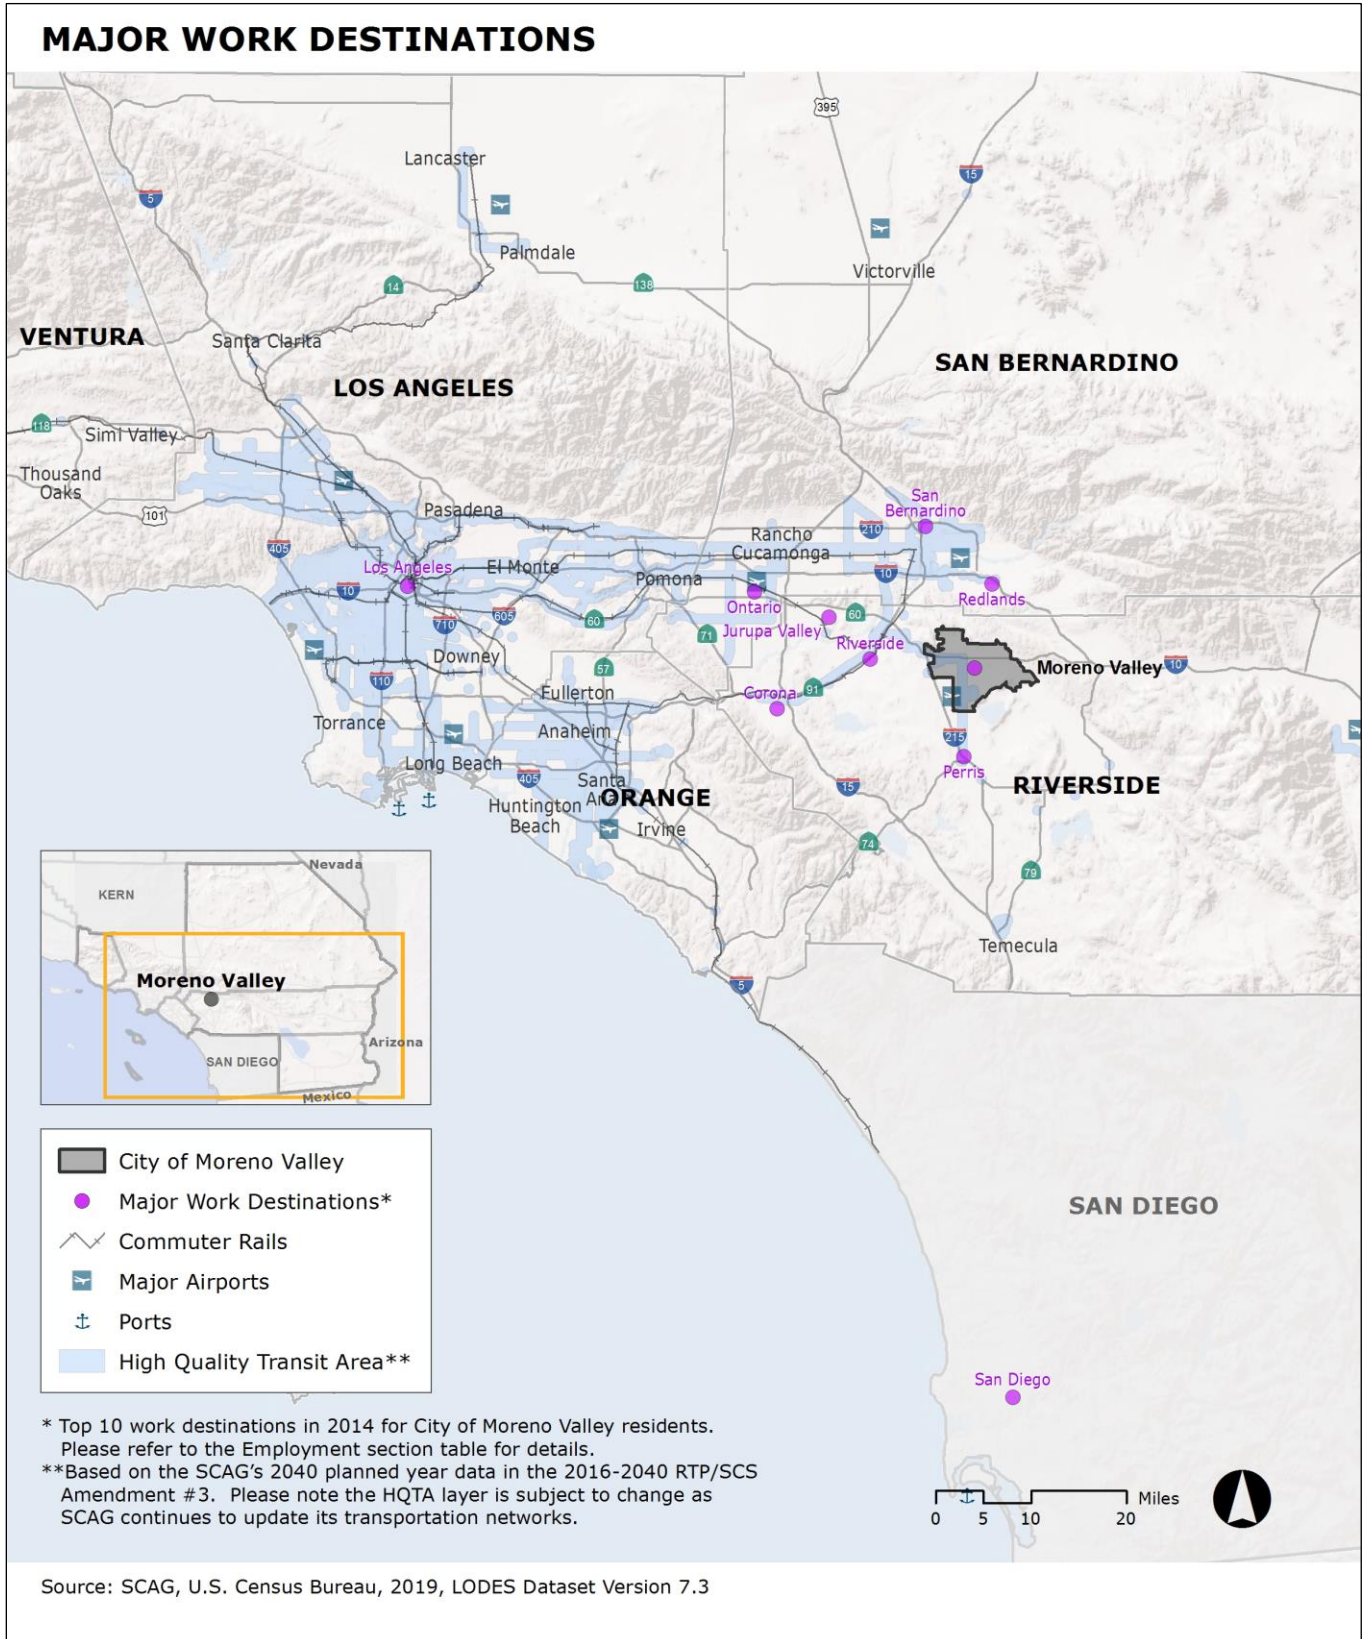 MAJOR WORK DESTINATIONS
395
Lancaster
15
5
Palmdale
Victorville
14
138
VENTURA
Santa Clarita
SAN BERNARDINO
LOS ANGELES
118
Simi Valley
Thousand
Oaks
101
Pasadena
San
Bernardino
210
Rancho
Cucamonga
405
Los Angeles
El Monte
Pomona
10
10
Redlands
Ontario
605
60
60
710
71
Jurupa Valley
Riverside
Downey
57
Moreno Valley
10
110
Fullerton
Corona
91
Torrance
Anaheim
215
Long Beach
405
Santa
Ana
Perris
RIVERSIDE
ORANGE
15
Huntington
Beach
Irvine
74
79
Temecula
5
Nevada
KERN
Moreno Valley
Arizona
SAN DIEGO
Mexico
City of Moreno Valley
Major Work Destinations*
Commuter Rails
Major Airports
Ports
High Quality Transit Area**
SAN DIEGO
San Diego
* Top 10 work destinations in 2014 for City of Moreno Valley residents.
Please refer to the Employment section table for details.
**Based on the SCAG's 2040 planned year data in the 2016-2040 RTP/SCS
Amendment #3. Please note the HQTA layer is subject to change as
SCAG continues to update its transportation networks.
Miles
0 5 10 20
Source: SCAG, U.S. Census Bureau, 2019, LODES Dataset Version 7.3